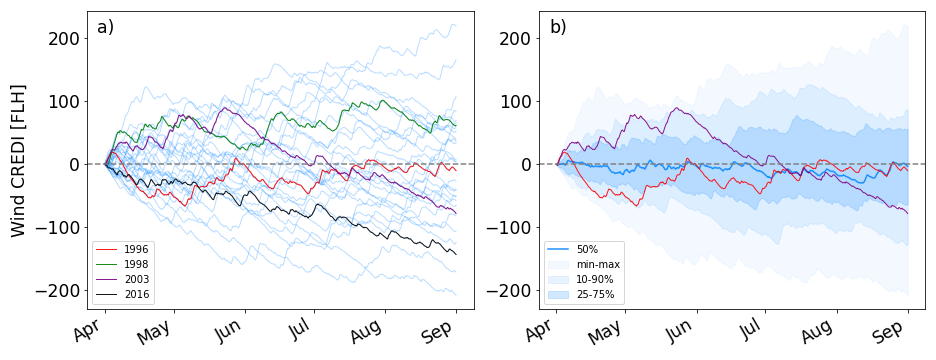 a)
Wind CREDI [FLH]
200
100
0
−100
−200
1996
1998
2003
2016
Apr
May
Jun
Jul
Aug
Sep
b)
200
100
0
−100
−200
50%
min-max
10-90%
25-75%
Apr
May
Jun
Jul
Aug
Sep